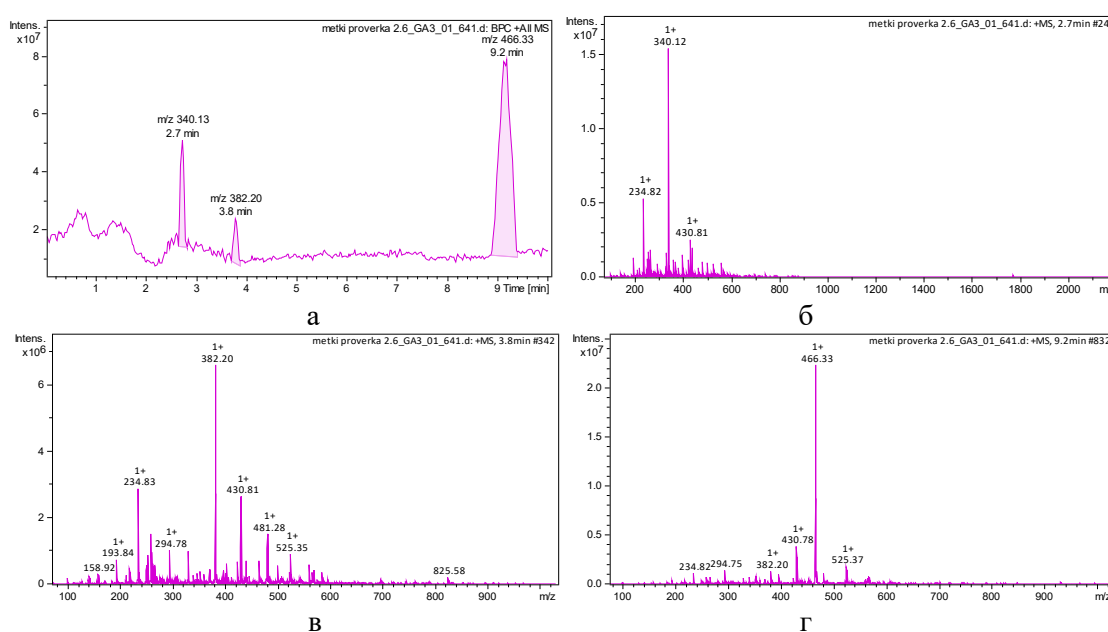 Intens.
x10⁷
metki proverka 2.6_GA3_01_641.d: BPC +All MS
m/z 466.33
9.2 min
m/z 340.13
2.7 min
m/z 382.20
3.8 min
8
6
4
2
1 2 3 4 5 6 7 8 9 Time [min]
а
Intens.
x10⁷
metki proverka 2.6_GA3_01_641.d: +MS, 2.7min #24
1+
340.12
1+
234.82
1+
430.81
1.5
1.0
0.5
0.0
200 400 600 800 1000 1200 1400 1600 1800 2000 m
б
Intens.
x10⁶
metki proverka 2.6_GA3_01_641.d: +MS, 3.8min #342
1+
382.20
1+
234.83
1+
430.81
1+
193.84
1+
294.78
1+
481.28
1+
525.35
158.92
825.58
6
4
2
0
100 200 300 400 500 600 700 800 900 m/z
в
Intens.
x10⁷
metki proverka 2.6_GA3_01_641.d: +MS, 9.2min #832
1+
466.33
1+
430.78
234.82
294.75
1+
382.20
1+
525.37
2.0
1.5
1.0
0.5
0.0
100 200 300 400 500 600 700 800 900 m/z
г